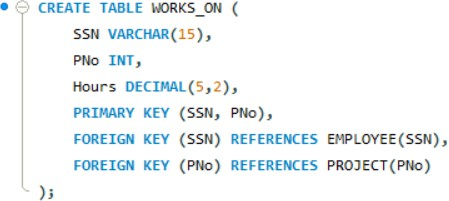 CREATE TABLE WORKS_ON (
SSN VARCHAR(15),
PNo INT,
Hours DECIMAL(5,2),
PRIMARY KEY (SSN, PNo),
FOREIGN KEY (SSN) REFERENCES EMPLOYEE(SSN),
FOREIGN KEY (PNo) REFERENCES PROJECT(PNo)
);